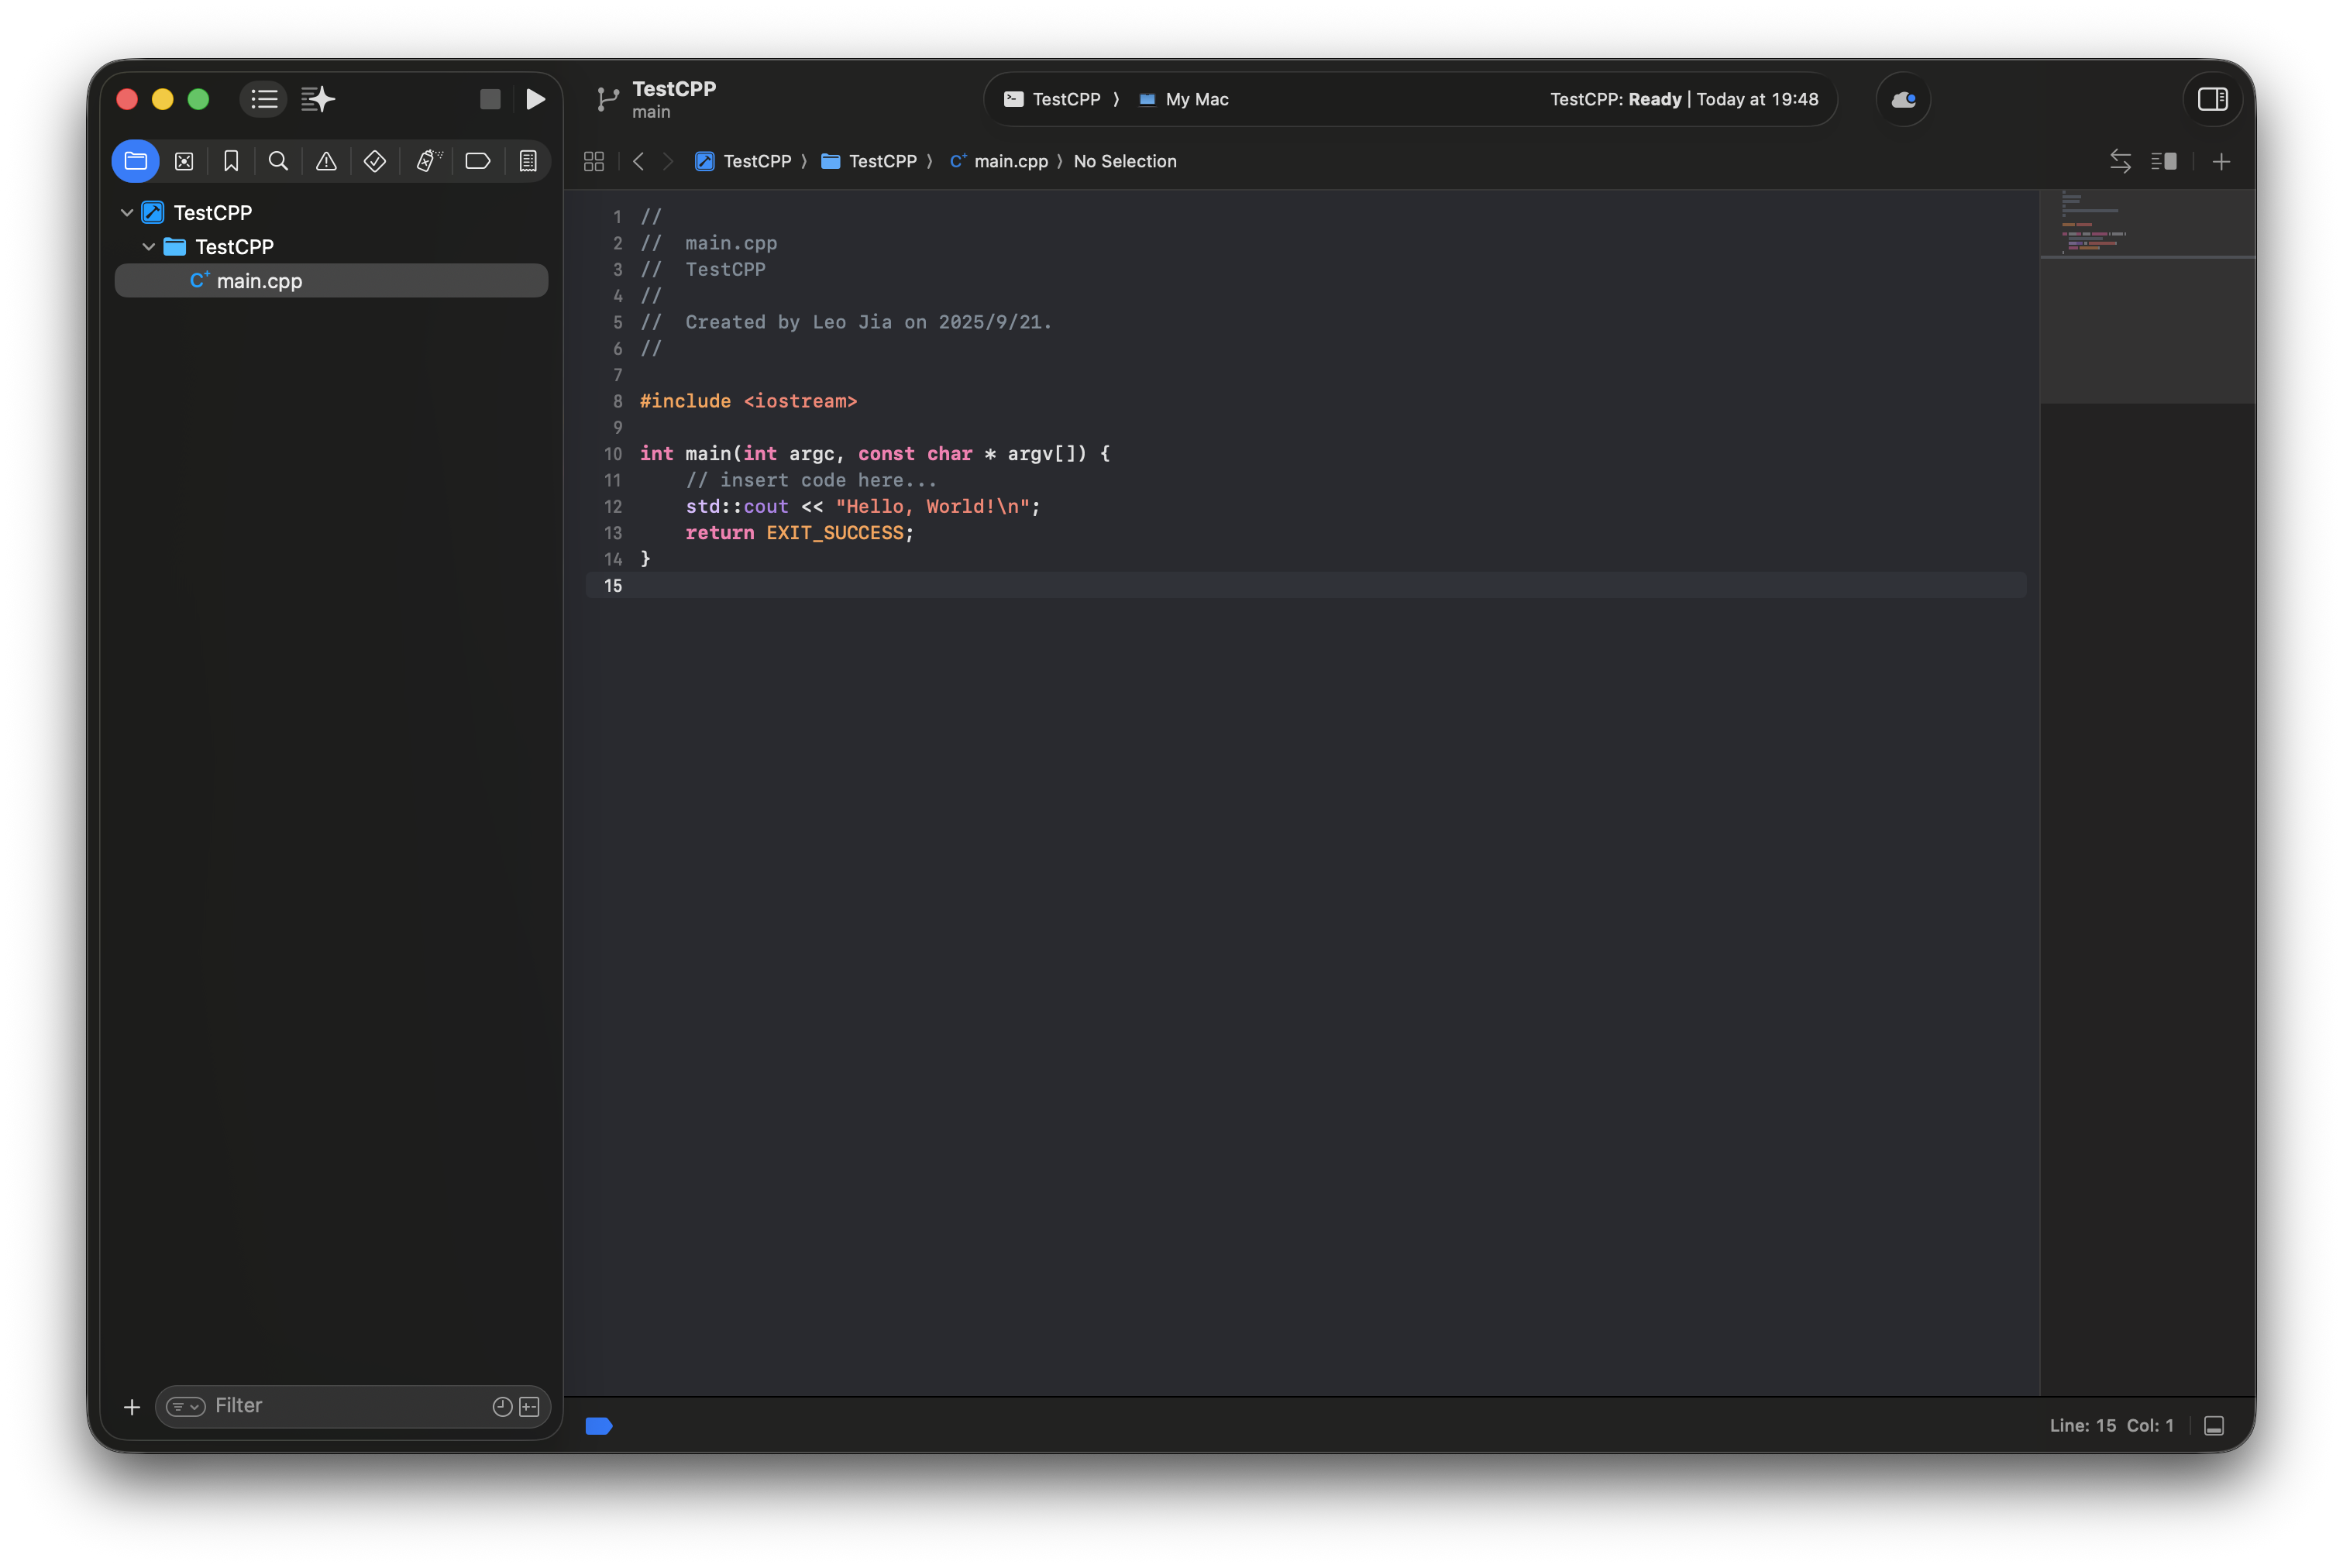 TestCPP
main
TestCPP
My Mac
TestCPP: Ready | Today at 19:48
TestCPP
TestCPP
main.cpp
No Selection
TestCPP
TestCPP
main.cpp
1 //
2 //  main.cpp
3 //  TestCPP
4 //
5 //  Created by Leo Jia on 2025/9/21.
6 //
7
8 #include <iostream>
9
10 int main(int argc, const char * argv[]) {
11     // insert code here...
12     std::cout << "Hello, World!\n";
13     return EXIT_SUCCESS;
14 }
15
Filter
Line: 15  Col: 1